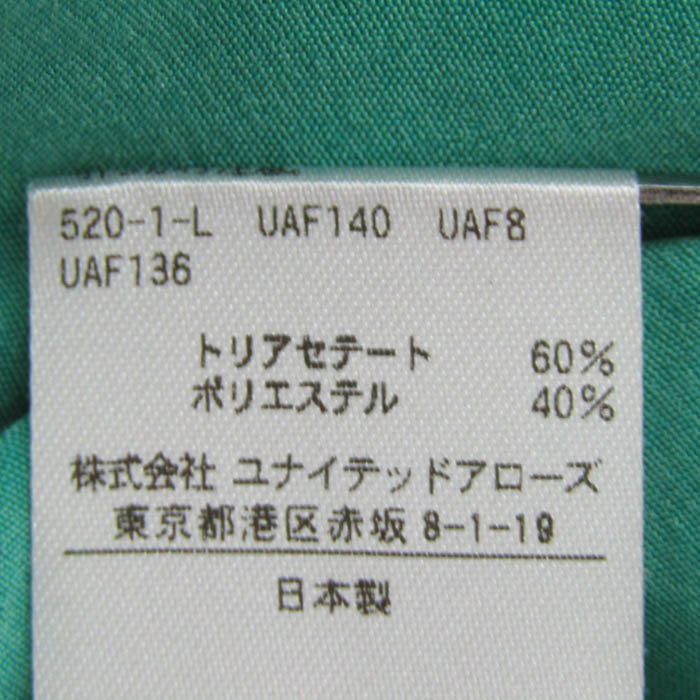 520-1-L UAF140 UAF8
UAF136
トリアセテート 60%
ポリエステル 40%
株式会社 ユナイテッドアローズ
東京都港区赤坂 8-1-19
日本製